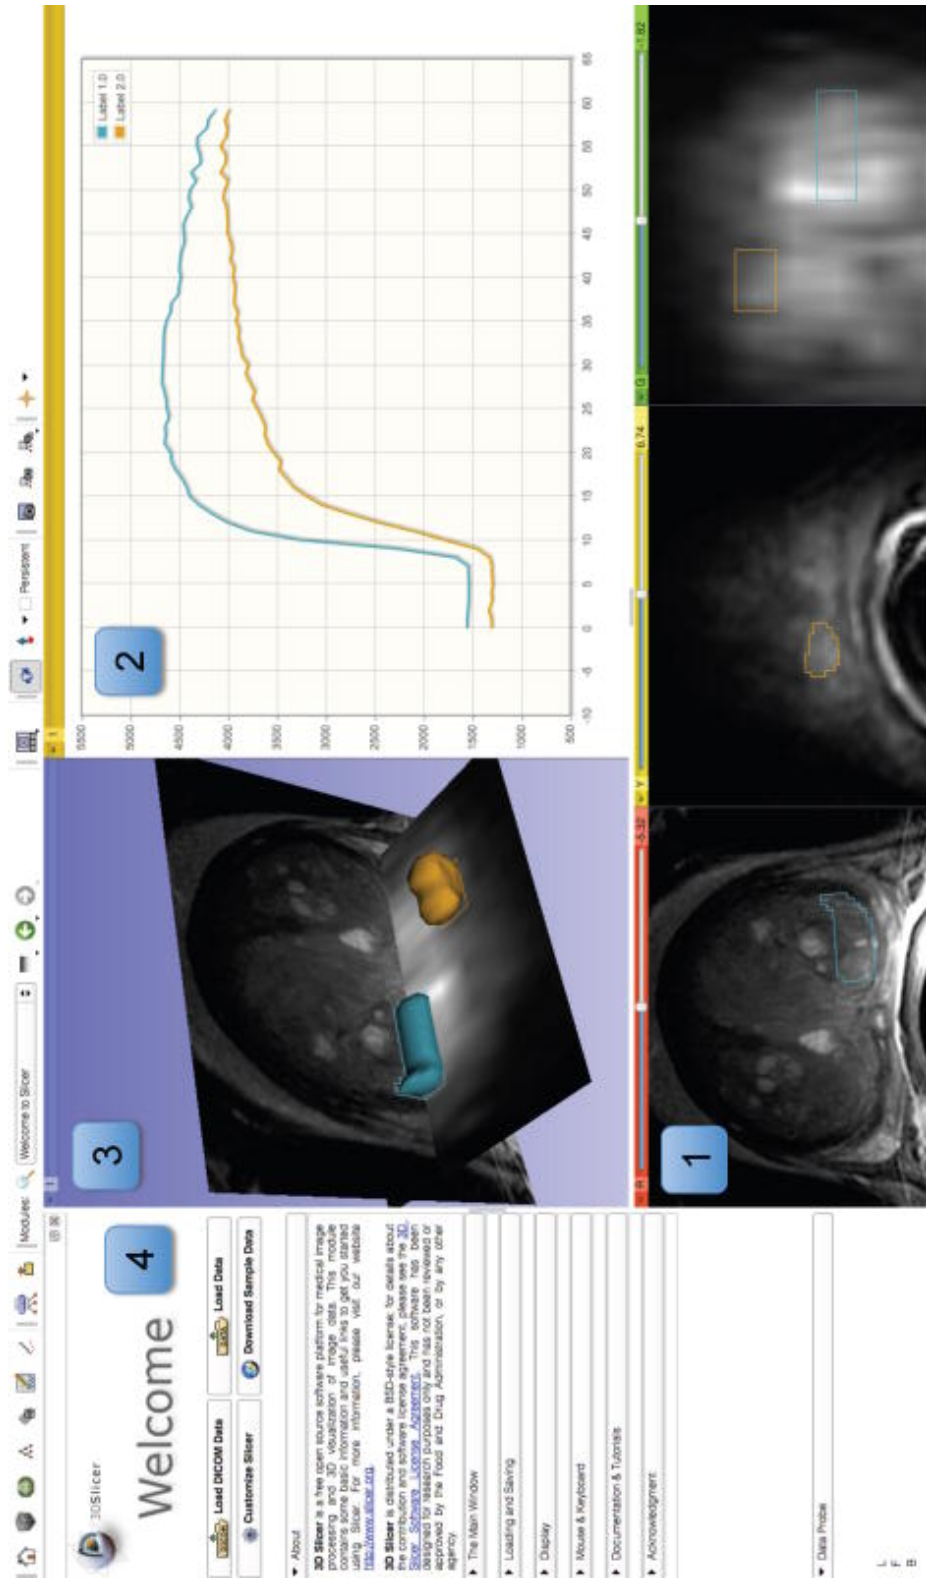 Modules:
Welcome to Slicer
Persistent
3DSlicer
Welcome
4
Load DICOM Data
Load Data
Customize Slicer
Download Sample Data
About
3D Slicer is a free open source software platform for medical image
processing and 3D visualization of image data. This module
contains some basic information and useful links to get you started
using Slicer. For more information, please visit our website
http://www.slicer.org.
3D Slicer is distributed under a BSD-style license; for details about
the contribution and software license agreement, please see the 3D
Slicer Software License Agreement. This software has been
designed for research purposes only and has not been reviewed or
approved by the Food and Drug Administration, or by any other
agency.
The Main Window
Loading and Saving
Display
Mouse & Keyboard
Documentation & Tutorials
Acknowledgment
Data Probe
L
F
B
3
1
2
5500
5000
4500
4000
3500
3000
2500
2000
1500
1000
500
-10
-5
0
5
10
15
20
25
30
35
40
45
50
55
60
65
Label 1.0
Label 2.0
R
-5.32
1
Y
6.74
G
-1.82